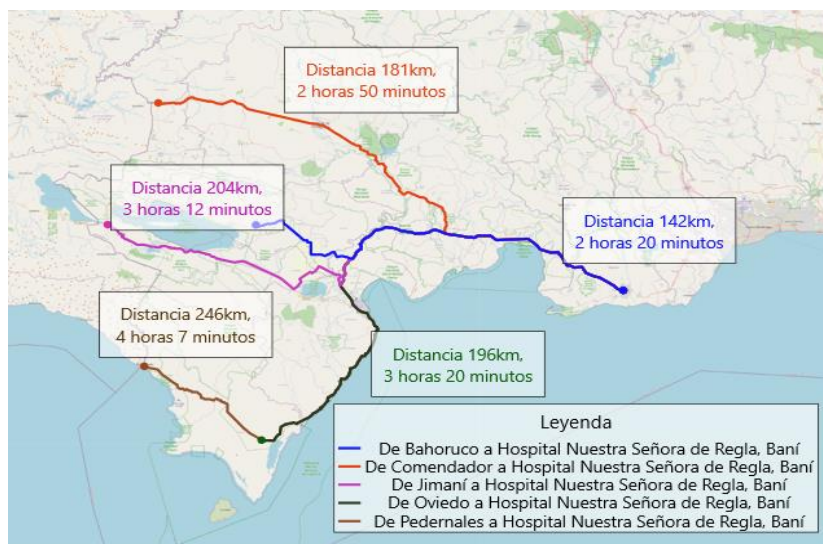 Distancia 181km,
2 horas 50 minutos
Distancia 204km,
3 horas 12 minutos
Distancia 142km,
2 horas 20 minutos
Distancia 246km,
4 horas 7 minutos
Distancia 196km,
3 horas 20 minutos
Leyenda
De Bahoruco a Hospital Nuestra Señora de Regla, Baní
De Comendador a Hospital Nuestra Señora de Regla, Baní
De Jimaní a Hospital Nuestra Señora de Regla, Baní
De Oviedo a Hospital Nuestra Señora de Regla, Baní
De Pedernales a Hospital Nuestra Señora de Regla, Baní